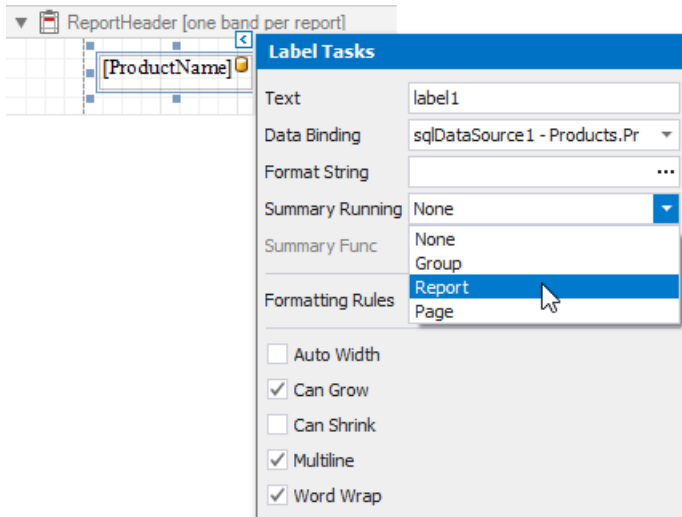 ReportHeader [one band per report]
[ProductName]
Label Tasks
Text label1
Data Binding sqlDataSource1 - Products.Pr
Format String ...
Summary Running None
None
Summary Func
Group
Report
Formatting Rules
Page
Auto Width
Can Grow
Can Shrink
Multiline
Word Wrap